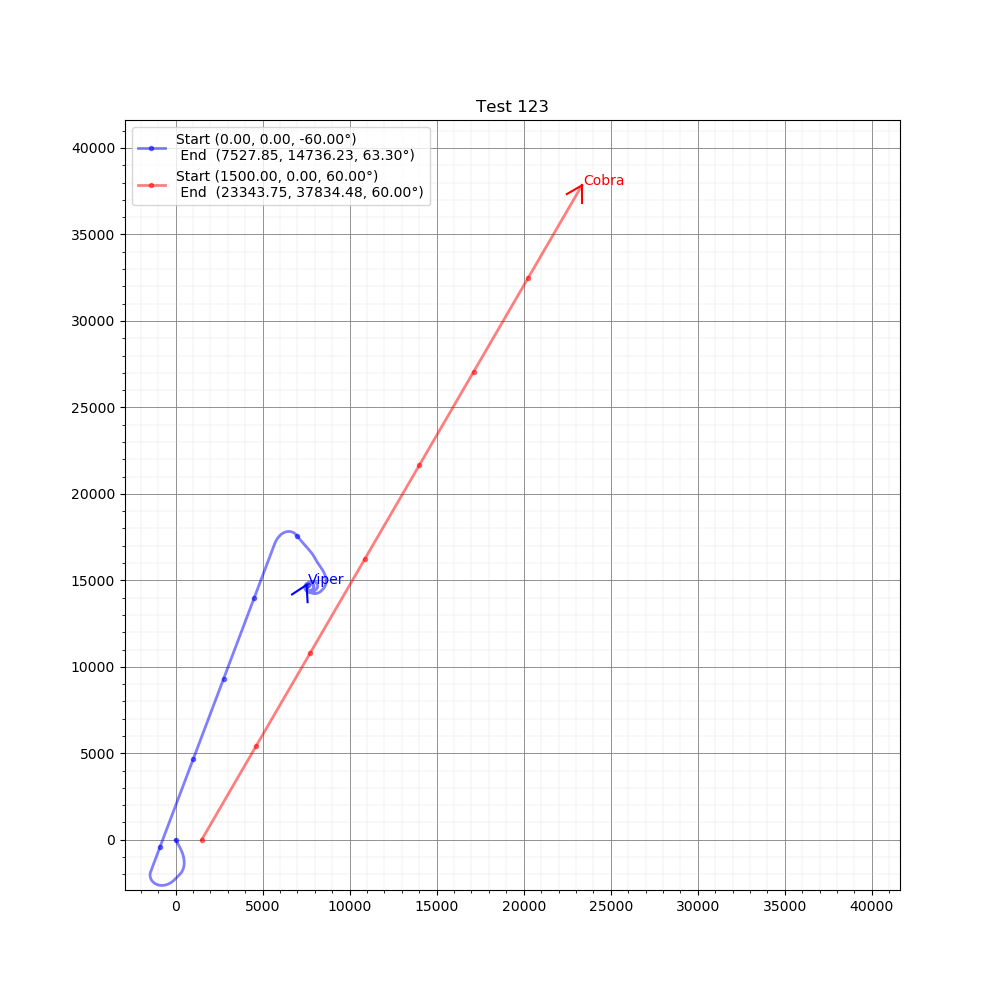 Test 123
Start (0.00, 0.00, -60.00°)
End (7527.85, 14736.23, 63.30°)
Start (1500.00, 0.00, 60.00°)
End (23343.75, 37834.48, 60.00°)
Cobra
Viper
40000
35000
30000
25000
20000
15000
10000
5000
0
0 5000 10000 15000 20000 25000 30000 35000 40000